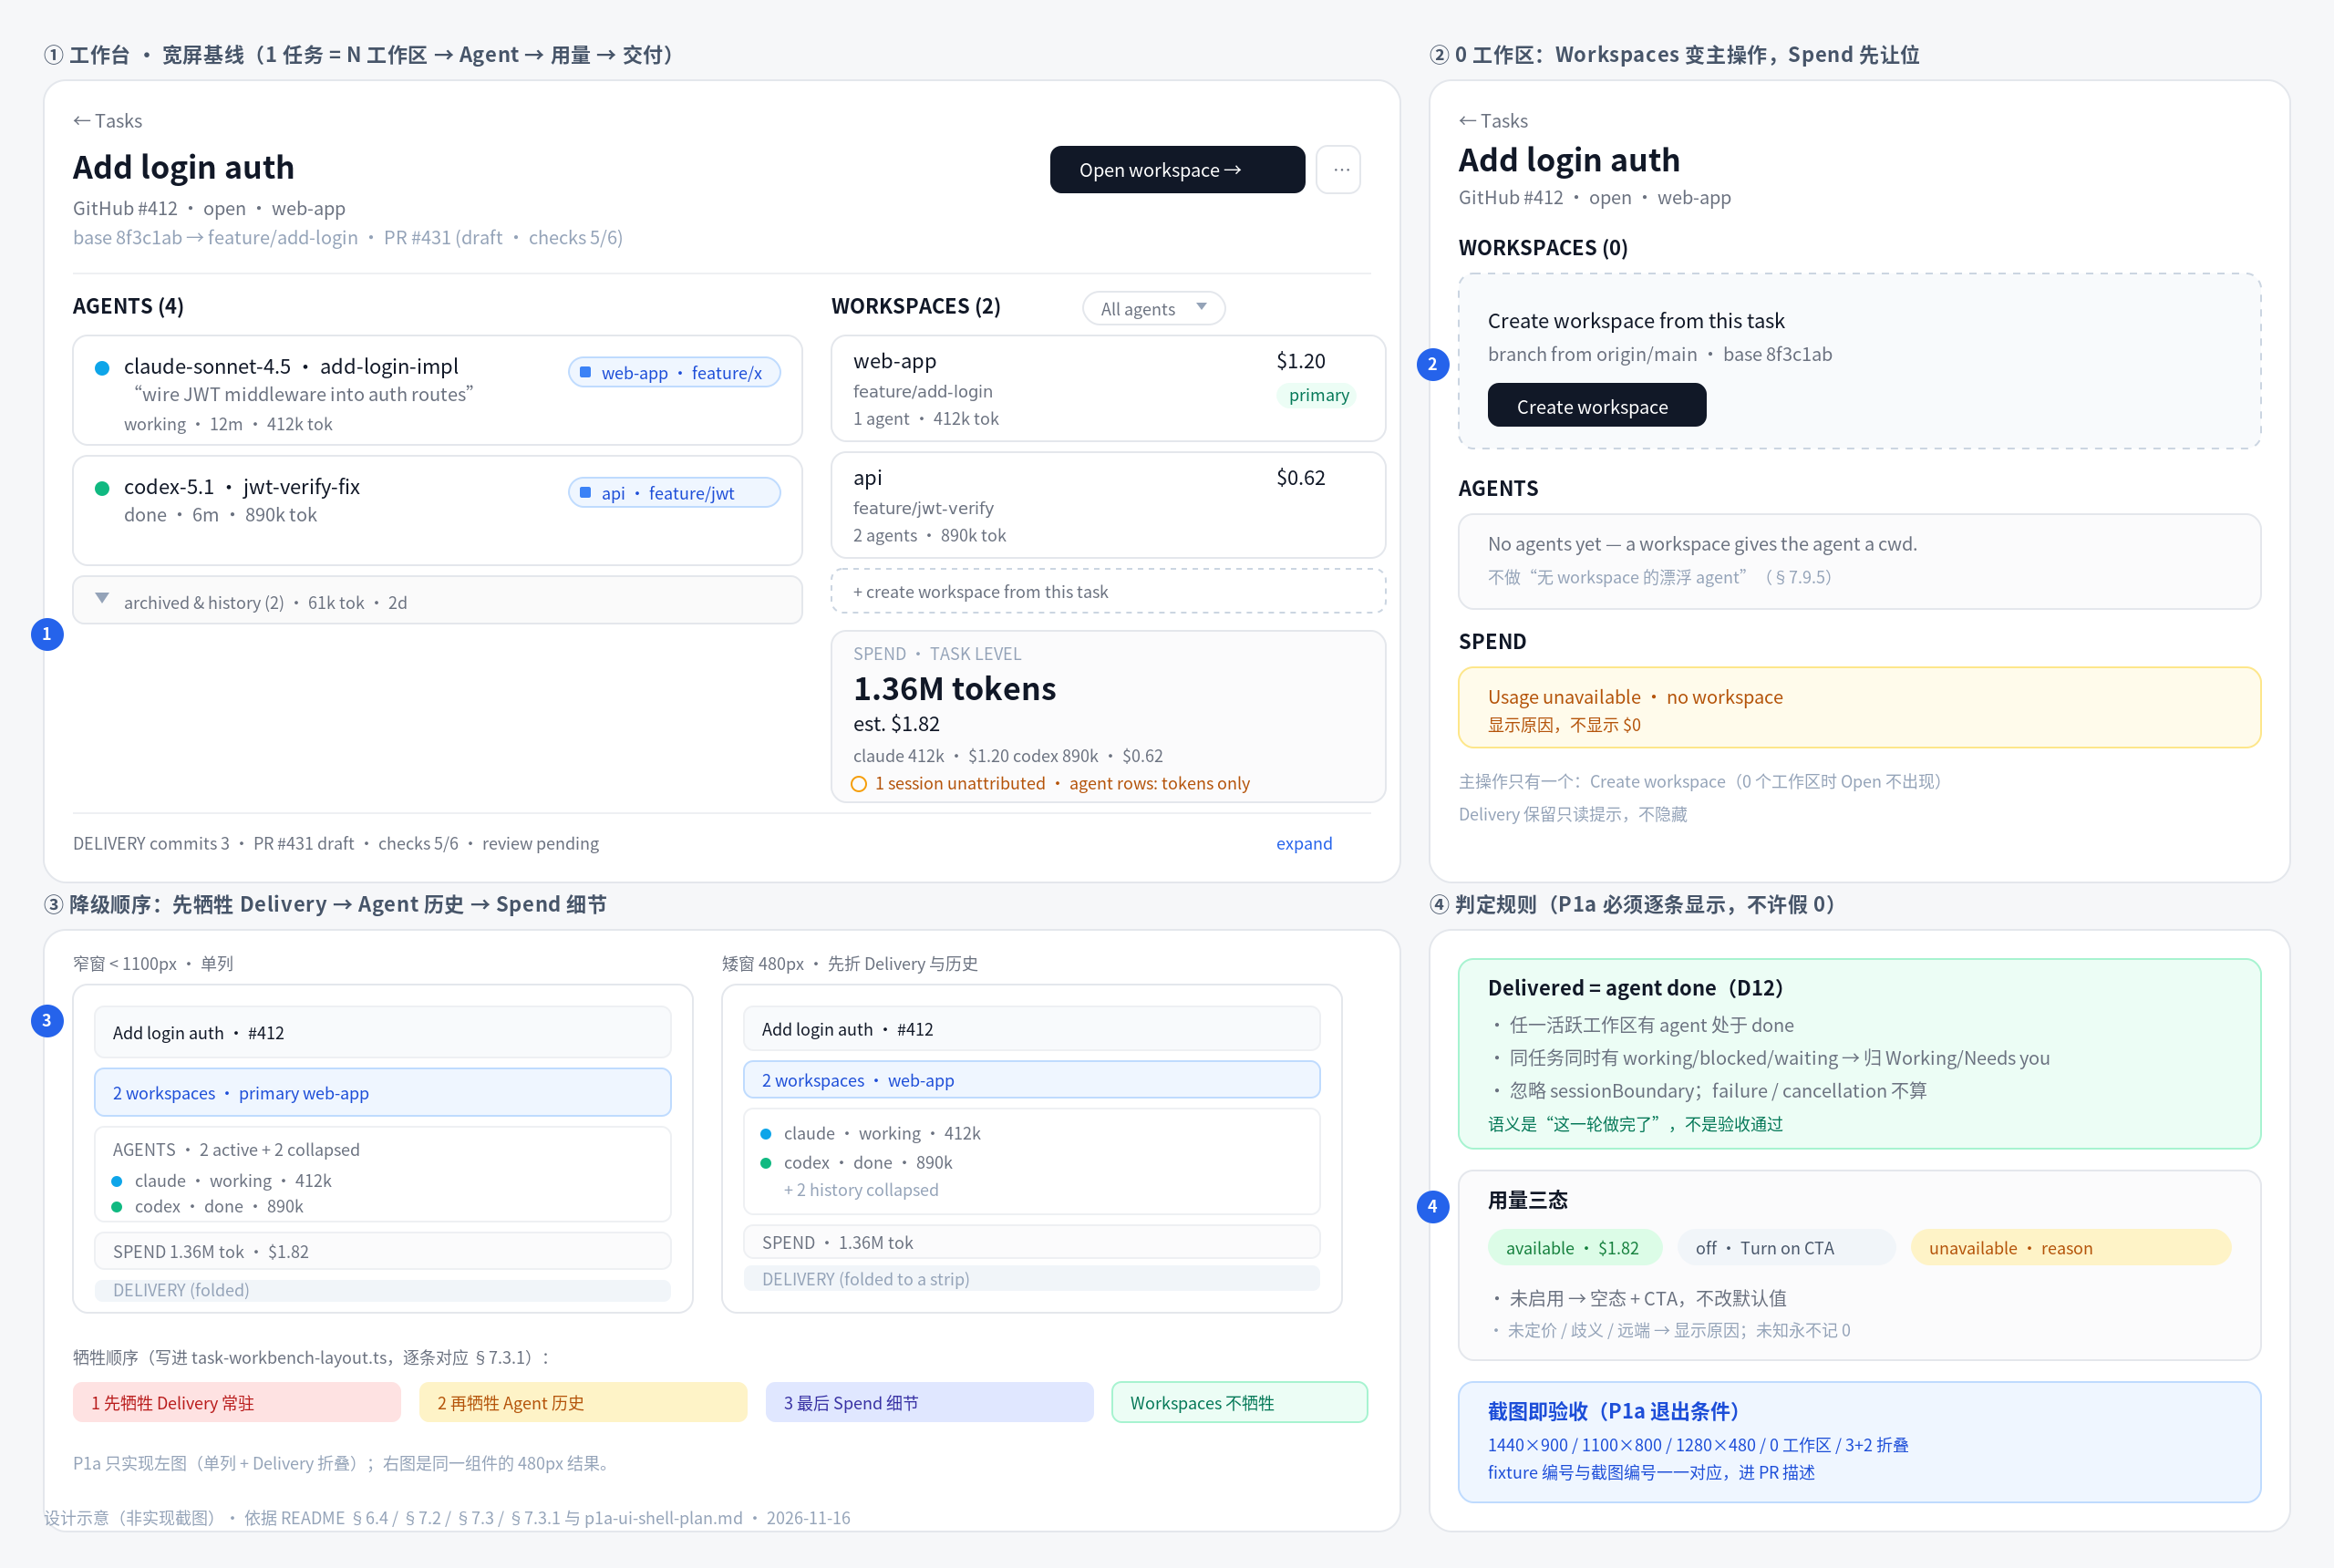 ① 工作台 · 宽屏基线（1 任务 = N 工作区 → Agent → 用量 → 交付）
← Tasks
Add login auth
Open workspace →
...
GitHub #412 · open · web-app
base 8f3c1ab → feature/add-login · PR #431 (draft · checks 5/6)
AGENTS (4)
claude-sonnet-4.5 · add-login-impl
web-app · feature/x
“wire JWT middleware into auth routes”
working · 12m · 412k tok
codex-5.1 · jwt-verify-fix
api · feature/jwt
done · 6m · 890k tok
archived & history (2) · 61k tok · 2d
1
WORKSPACES (2)
All agents
web-app
$1.20
feature/add-login
primary
1 agent · 412k tok
api
$0.62
feature/jwt-verify
2 agents · 890k tok
+ create workspace from this task
SPEND · TASK LEVEL
1.36M tokens
est. $1.82
claude 412k · $1.20 codex 890k · $0.62
1 session unattributed · agent rows: tokens only
DELIVERY commits 3 · PR #431 draft · checks 5/6 · review pending
expand
② 0 工作区：Workspaces 变主操作，Spend 先让位
← Tasks
Add login auth
GitHub #412 · open · web-app
WORKSPACES (0)
Create workspace from this task
branch from origin/main · base 8f3c1ab
2
Create workspace
AGENTS
No agents yet — a workspace gives the agent a cwd.
不做“无 workspace 的漂浮 agent”（§7.9.5）
SPEND
Usage unavailable · no workspace
显示原因，不显示 $0
主操作只有一个：Create workspace（0 个工作区时 Open 不出现）
Delivery 保留只读提示，不隐藏
③ 降级顺序：先牺牲 Delivery → Agent 历史 → Spend 细节
窄窗 < 1100px · 单列
3
Add login auth · #412
2 workspaces · primary web-app
AGENTS · 2 active + 2 collapsed
claude · working · 412k
codex · done · 890k
SPEND 1.36M tok · $1.82
DELIVERY (folded)
矮窗 480px · 先折 Delivery 与历史
Add login auth · #412
2 workspaces · web-app
claude · working · 412k
codex · done · 890k
+ 2 history collapsed
SPEND · 1.36M tok
DELIVERY (folded to a strip)
牺牲顺序（写进 task-workbench-layout.ts，逐条对应 §7.3.1）：
1 先牺牲 Delivery 常驻
2 再牺牲 Agent 历史
3 最后 Spend 细节
Workspaces 不牺牲
P1a 只实现左图（单列 + Delivery 折叠）；右图是同一组件的 480px 结果。
设计示意（非实现截图）· 依据 README §6.4 / §7.2 / §7.3 / §7.3.1 与 p1a-ui-shell-plan.md · 2026-11-16
④ 判定规则（P1a 必须逐条显示，不许假 0）
Delivered = agent done（D12）
· 任一活跃工作区有 agent 处于 done
· 同任务同时有 working/blocked/waiting → 归 Working/Needs you
· 忽略 sessionBoundary；failure / cancellation 不算
语义是“这一轮做完了”，不是验收通过
4
用量三态
available · $1.82
off · Turn on CTA
unavailable · reason
· 未启用 → 空态 + CTA，不改默认值
· 未定价 / 歧义 / 远端 → 显示原因；未知永不记 0
截图即验收（P1a 退出条件）
1440×900 / 1100×800 / 1280×480 / 0 工作区 / 3+2 折叠
fixture 编号与截图编号一一对应，进 PR 描述